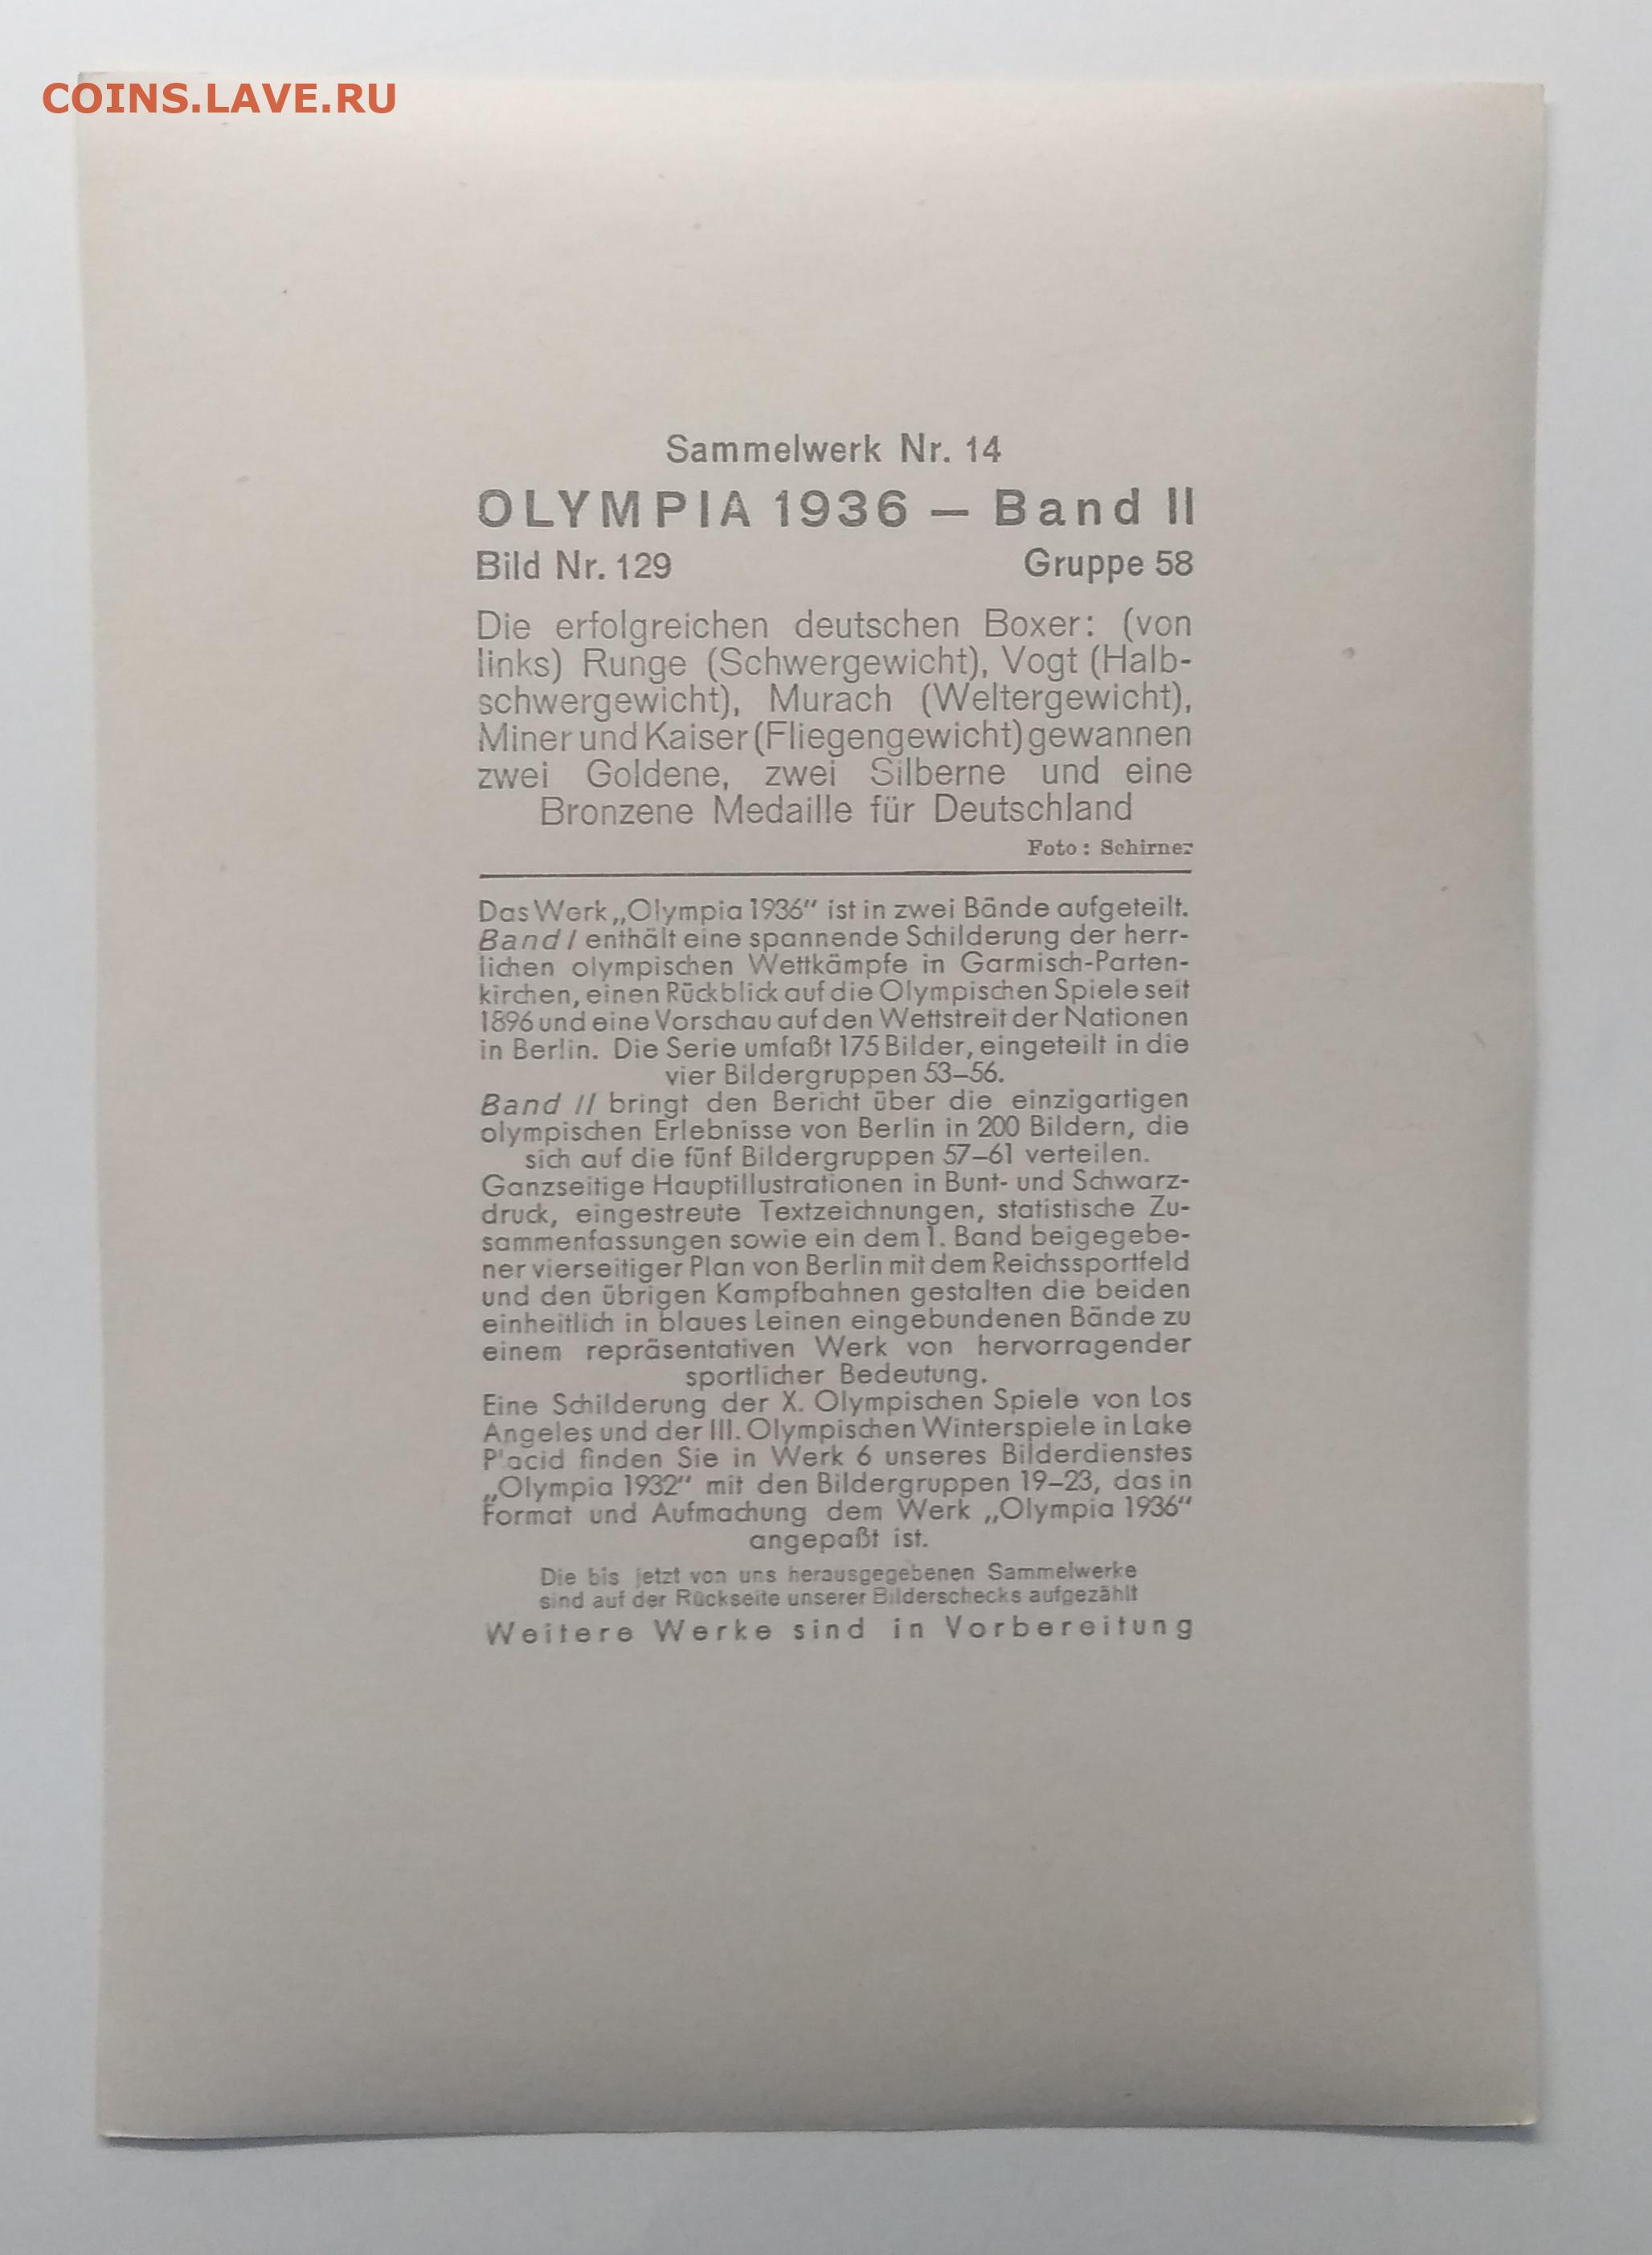 COINS.LAVE.RU
Sammelwerk Nr. 14
OLYMPIA 1936 — Band II
Bild Nr. 129 Gruppe 58
Die erfolgreichen deutschen Boxer: (von
links) Runge (Schwergewicht), Vogt (Halb-
schwergewicht), Murach (Weltergewicht),
Miner und Kaiser (Fliegengewicht) gewannen
zwei Goldene, zwei Silberne und eine
Bronzene Medaille für Deutschland
Foto: Schirner
Das Werk „Olympia 1936“ ist in zwei Bände aufgeteilt.
Band I enthält eine spannende Schilderung der herr-
lichen olympischen Wettkämpfe in Garmisch-Parten-
kirchen, einen Rückblick auf die Olympischen Spiele seit
1896 und eine Vorschau auf den Wettstreit der Nationen
in Berlin. Die Serie umfaßt 175 Bilder, eingeteilt in die
vier Bildergruppen 53–56.
Band II bringt den Bericht über die einzigartigen
olympischen Erlebnisse von Berlin in 200 Bildern, die
sich auf die fünf Bildergruppen 57–61 verteilen.
Ganzseitige Hauptillustrationen in Bunt- und Schwarz-
druck, eingestreute Textzeichnungen, statistische Zu-
sammenfassungen sowie ein dem 1. Band beigegebe-
ner vierseitiger Plan von Berlin mit dem Reichssportfeld
und den übrigen Kampfbahnen gestalten die beiden
einheitlich in blaues Leinen eingebundenen Bände zu
einem repräsentativen Werk von hervorragender
sportlicher Bedeutung.
Eine Schilderung der X. Olympischen Spiele von Los
Angeles und der III. Olympischen Winterspiele in Lake
Placid finden Sie in Werk 6 unseres Bilderdienstes
„Olympia 1932“ mit den Bildergruppen 19–23, das in
Format und Aufmachung dem Werk „Olympia 1936“
angepaßt ist.
Die bis jetzt von uns herausgegebenen Sammelwerke
sind auf der Rückseite unserer Bilderschecks aufgezählt
Weitere Werke sind in Vorbereitung